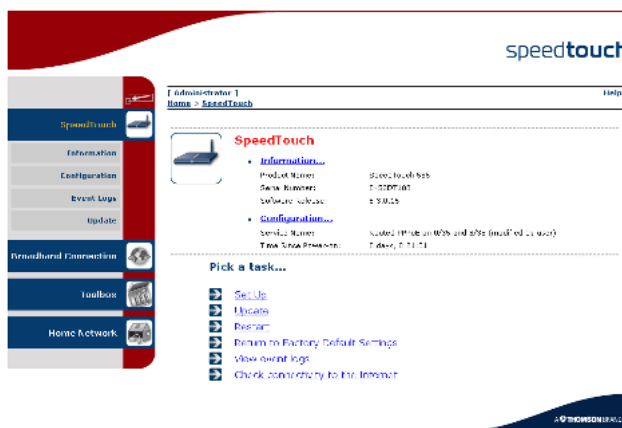 speedtouch
[ Administrator ]
Help
Home > SpeedTouch
SpeedTouch
Information
Configuration
Event Logs
Update
Broadband Connection
Toolbox
Home Network
SpeedTouch
Information...
Product Name:
Serial Number:
Software Release:
Configuration...
Service Name:
Time Since Power-on:
Pick a task...
Set Up
Update
Restart
Return to Factory Default Settings
View event logs
Check connectivity to the Internet
A THOMSON BRAND